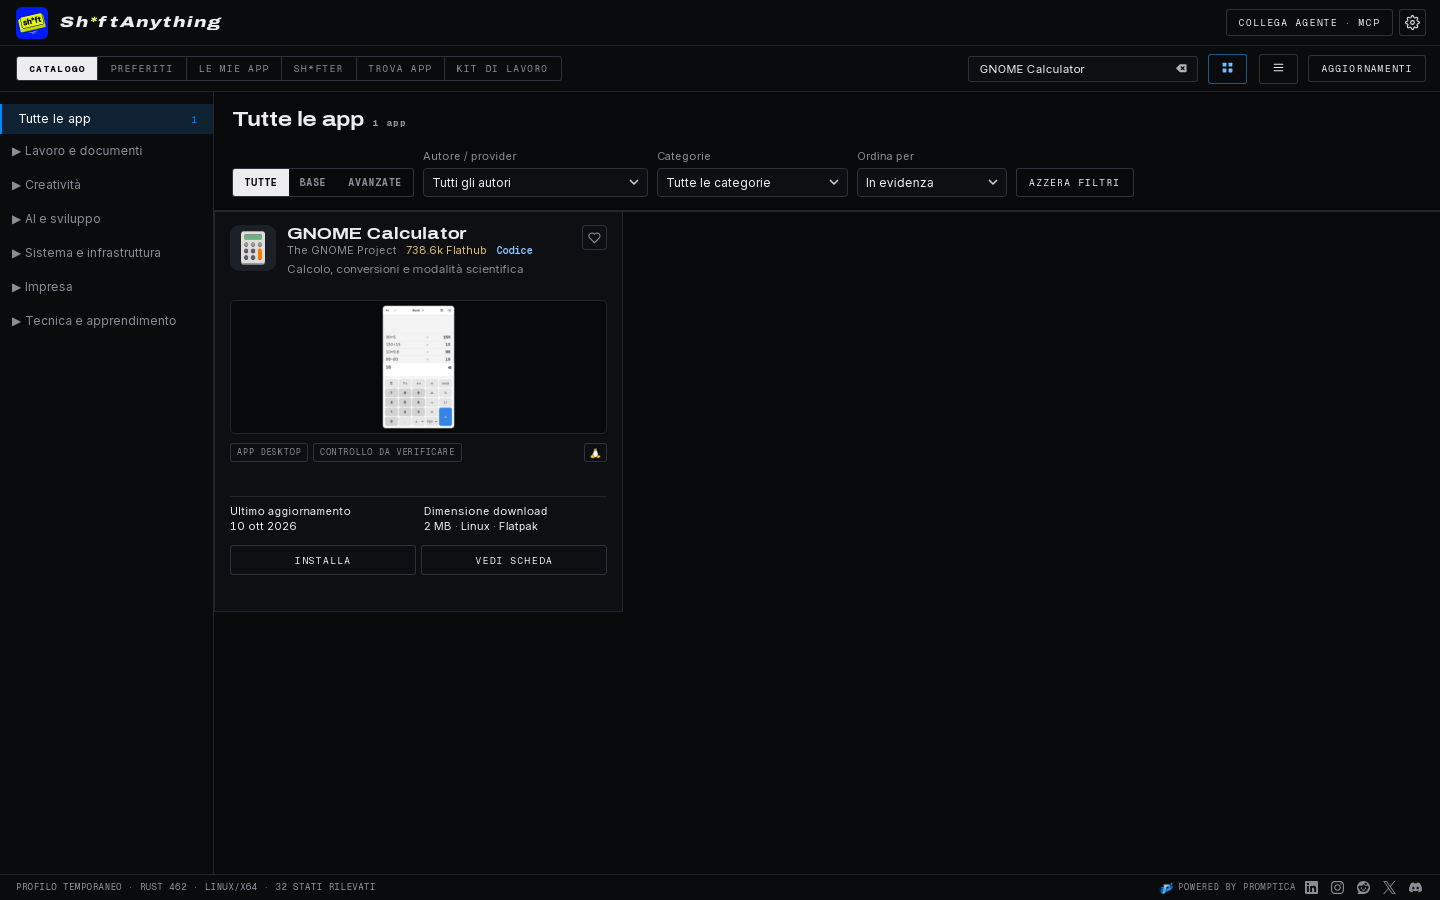 sh*ft
Sh*ftAnything
COLLEGA AGENTE · MCP
CATALOGO
PREFERITI
LE MIE APP
SH*FTER
TROVA APP
KIT DI LAVORO
GNOME Calculator
AGGIORNAMENTI
Tutte le app
1
▶ Lavoro e documenti
▶ Creatività
▶ AI e sviluppo
▶ Sistema e infrastruttura
▶ Impresa
▶ Tecnica e apprendimento
Tutte le app 1 app
Autore / provider
Categorie
Ordina per
TUTTE
BASE
AVANZATE
Tutti gli autori
Tutte le categorie
In evidenza
AZZERA FILTRI
GNOME Calculator
The GNOME Project 738.6k Flathub Codice
Calcolo, conversioni e modalità scientifica
APP DESKTOP
CONTROLLO DA VERIFICARE
Ultimo aggiornamento
10 ott 2026
Dimensione download
2 MB · Linux · Flatpak
INSTALLA
VEDI SCHEDA
PROFILO TEMPORANEO · RUST 462 · LINUX/X64 · 32 STATI RILEVATI
POWERED BY PROMPTICA